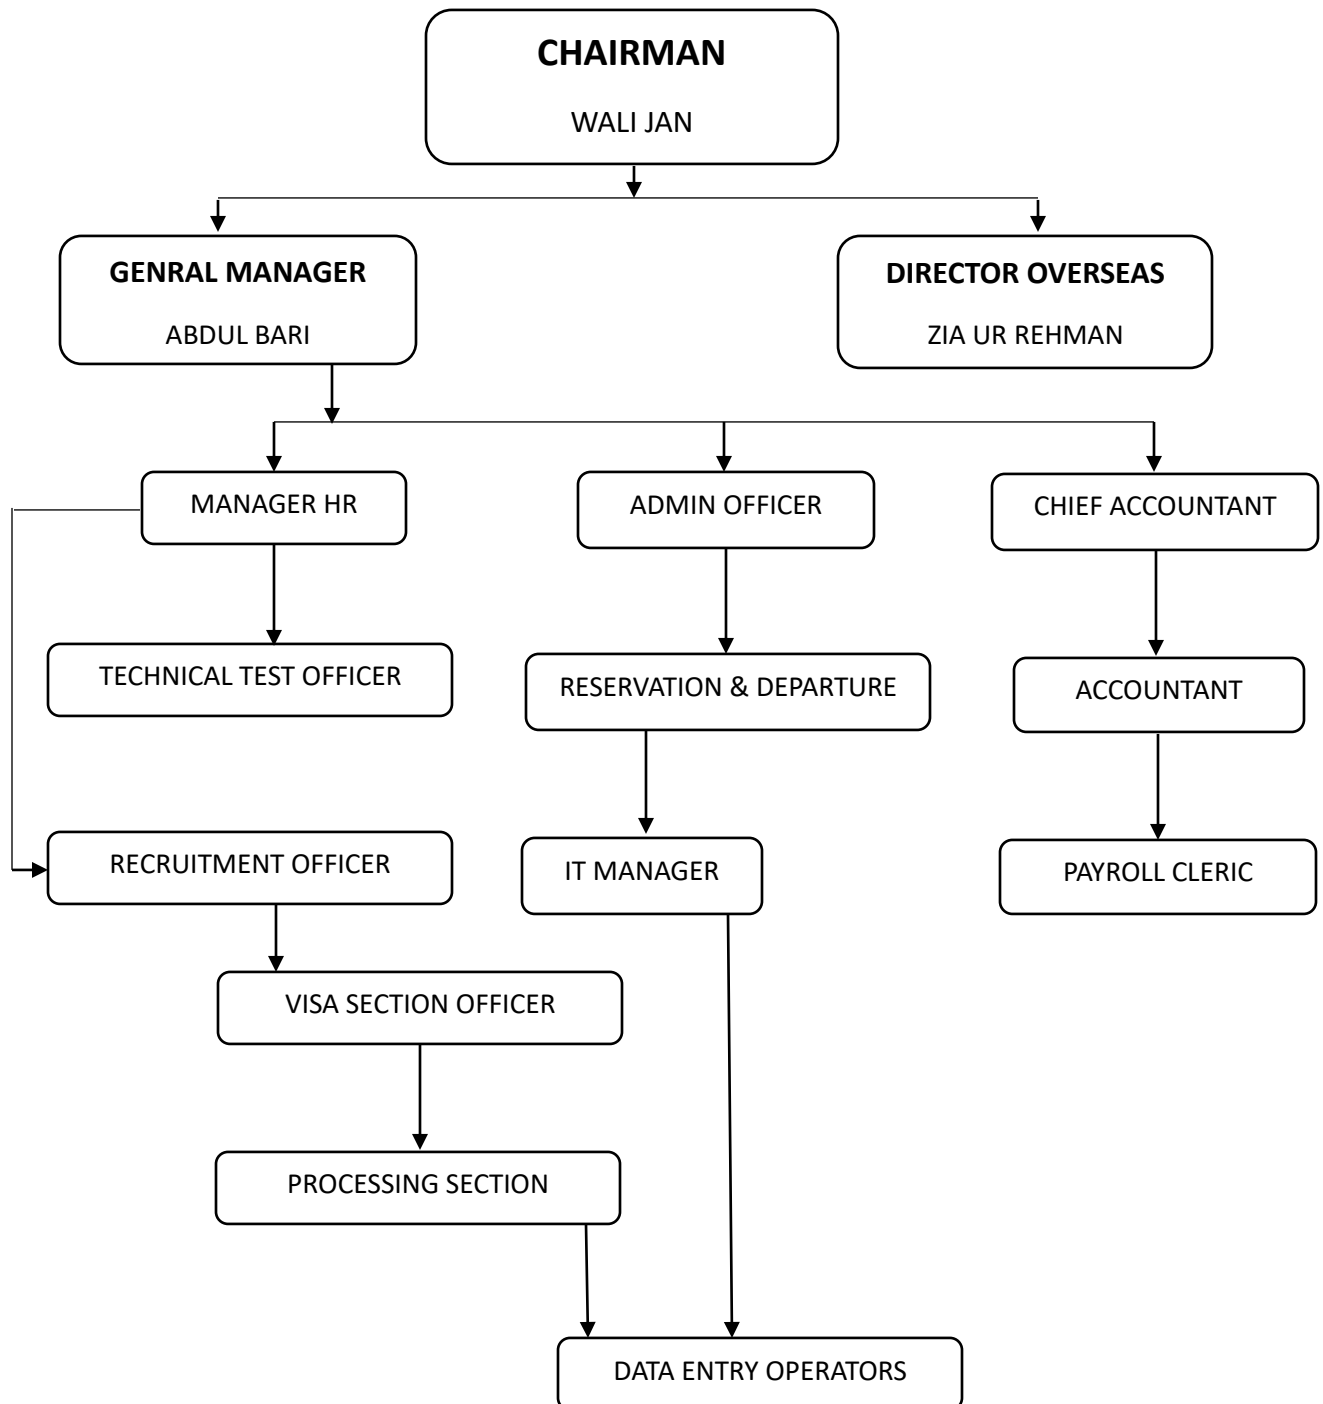 CHAIRMAN
WALI JAN
GENRAL MANAGER
ABDUL BARI
DIRECTOR OVERSEAS
ZIA UR REHMAN
MANAGER HR
ADMIN OFFICER
CHIEF ACCOUNTANT
TECHNICAL TEST OFFICER
RESERVATION & DEPARTURE
ACCOUNTANT
RECRUITMENT OFFICER
IT MANAGER
PAYROLL CLERIC
VISA SECTION OFFICER
PROCESSING SECTION
DATA ENTRY OPERATORS